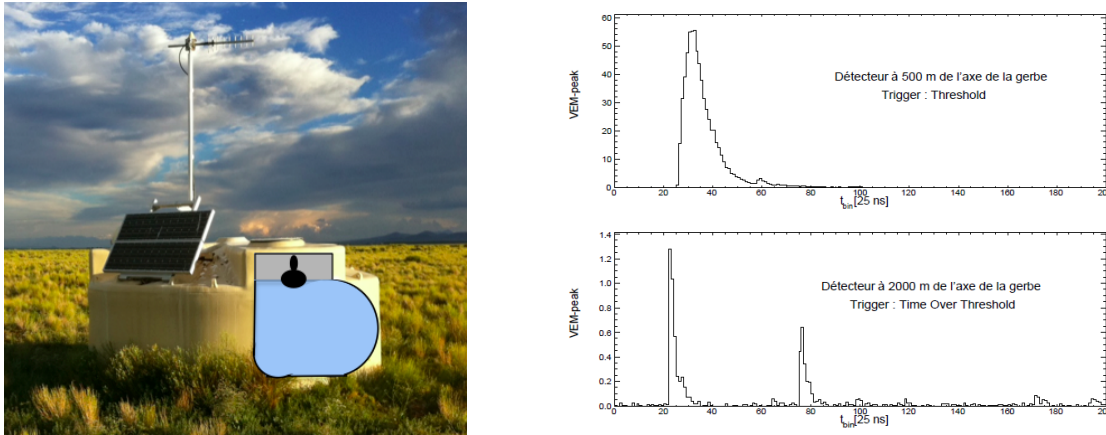 60
50
40
30
20
10
0
VEM-peak
Détecteur à 500 m de l'axe de la gerbe
Trigger : Threshold
0 20 40 60 80 100 120 140 160 180 200
t_bin[25 ns]
1.4
1.2
1.0
0.8
0.6
0.4
0.2
0.0
VEM-peak
Détecteur à 2000 m de l'axe de la gerbe
Trigger : Time Over Threshold
0 20 40 60 80 100 120 140 160 180 200
t_bin[25 ns]